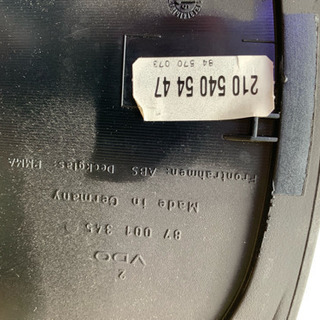 210 540 54 47
84 570 073
Frontrahmen: ABS Deckglas: PMMA
Made in Germany
87 001 345
VDO
2